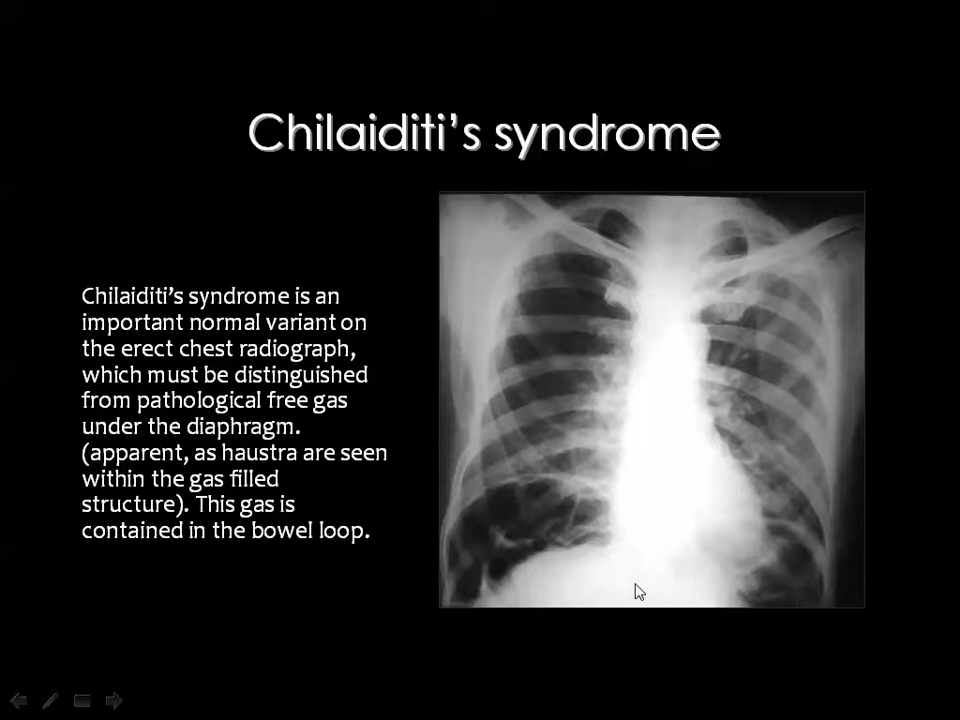 Chilaiditi's syndrome
Chilaiditi's syndrome is an
important normal variant on
the erect chest radiograph,
which must be distinguished
from pathological free gas
under the diaphragm.
(apparent, as haustra are seen
within the gas filled
structure). This gas is
contained in the bowel loop.